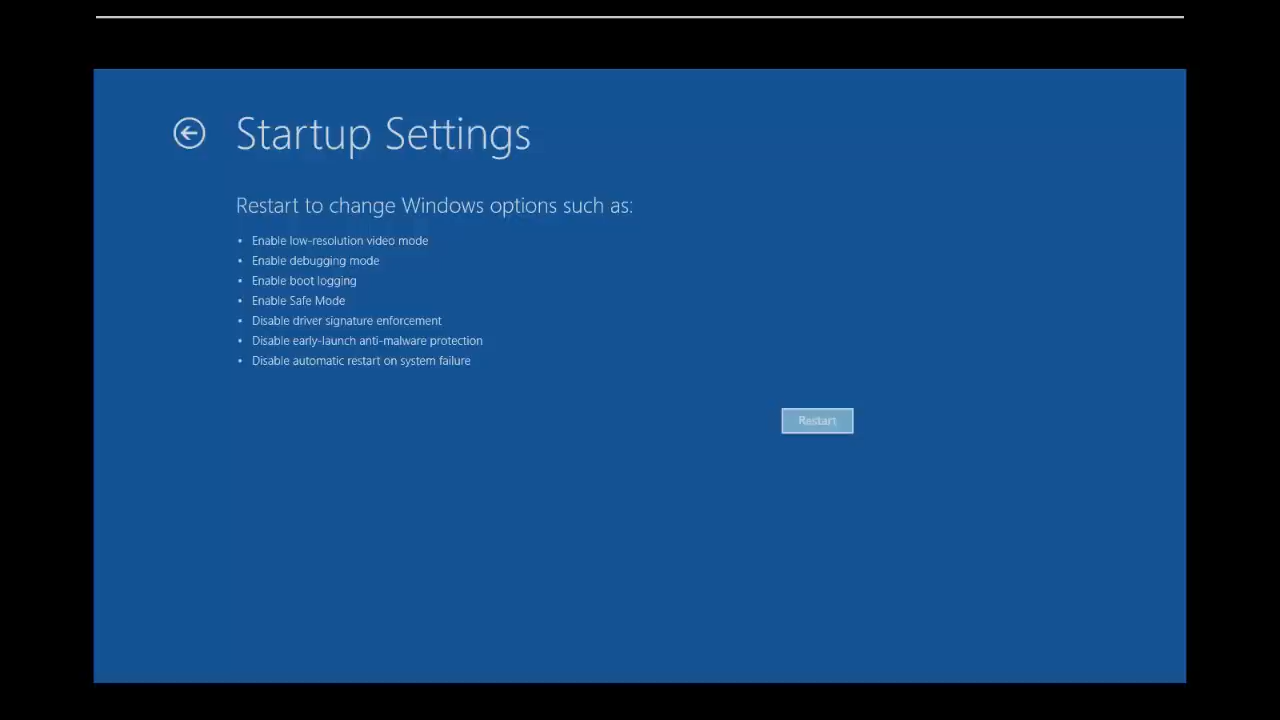 Startup Settings
Restart to change Windows options such as:
• Enable low-resolution video mode
• Enable debugging mode
• Enable boot logging
• Enable Safe Mode
• Disable driver signature enforcement
• Disable early-launch anti-malware protection
• Disable automatic restart on system failure
Restart